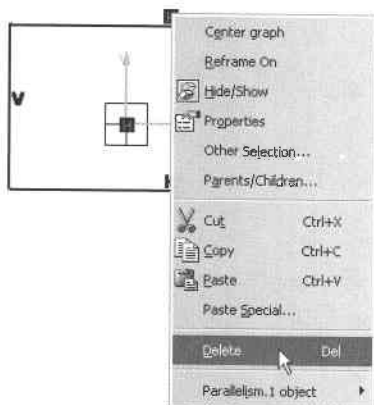 Center graph
Reframe On
Hide/Show
Properties
Other Selection...
Parents/Children...
V
Cut Ctrl+X
Copy Ctrl+C
Paste Ctrl+V
Paste Special...
Delete Del
Parallelism.1 object